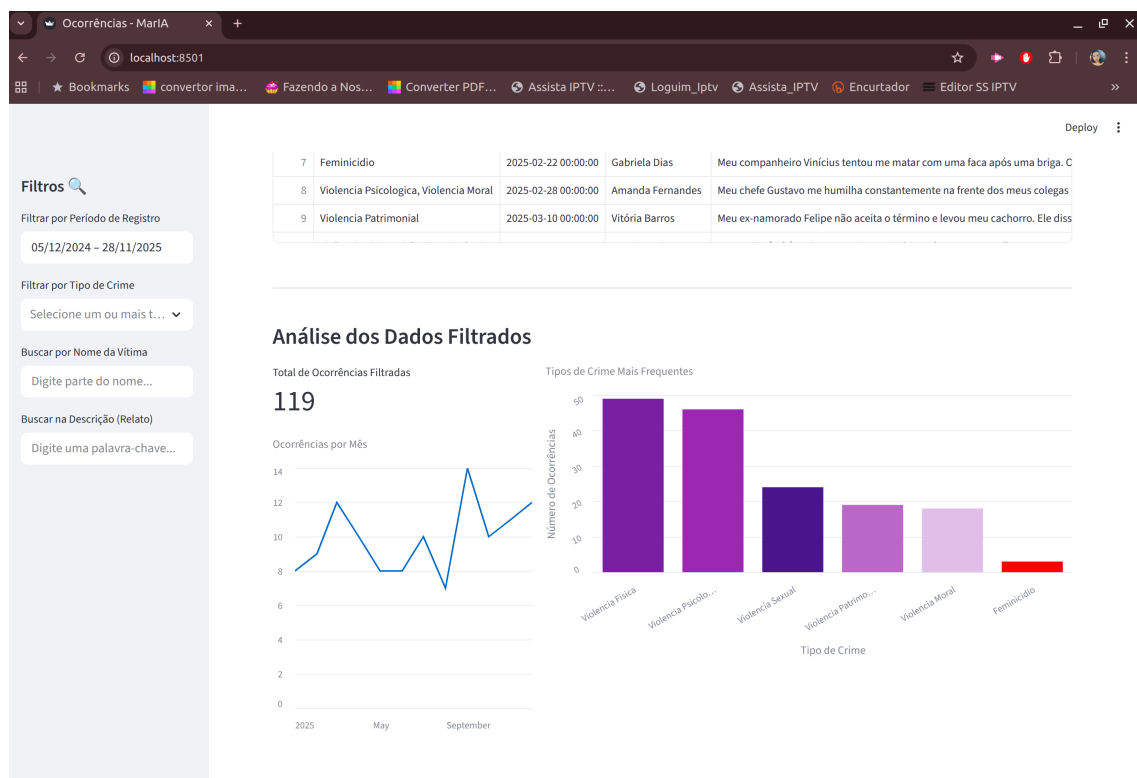 Ocorrências - MarIA
localhost:8501
Bookmarks convertor ima... Fazendo a Nos... Converter PDF... Assista IPTV ::... Loguim_Iptv Assista_IPTV Encurtador Editor SS IPTV »
Deploy
Filtros
Filtrar por Período de Registro
05/12/2024 – 28/11/2025
Filtrar por Tipo de Crime
Selecione um ou mais t...
Buscar por Nome da Vítima
Digite parte do nome...
Buscar na Descrição (Relato)
Digite uma palavra-chave...
7 Feminicidio 2025-02-22 00:00:00 Gabriela Dias Meu companheiro Vinícius tentou me matar com uma faca após uma briga.
8 Violencia Psicologica, Violencia Moral 2025-02-28 00:00:00 Amanda Fernandes Meu chefe Gustavo me humilha constantemente na frente dos meus colegas
9 Violencia Patrimonial 2025-03-10 00:00:00 Vitória Barros Meu ex-namorado Felipe não aceita o término e levou meu cachorro. Ele diss
Análise dos Dados Filtrados
Total de Ocorrências Filtradas
119
Ocorrências por Mês
14
12
10
8
6
4
2
0
2025 May September
Tipos de Crime Mais Frequentes
Número de Ocorrências
50
40
30
20
10
0
Violencia Fisica Violencia Psicolo... Violencia Sexual Violencia Patrimo... Violencia Moral Feminicidio
Tipo de Crime